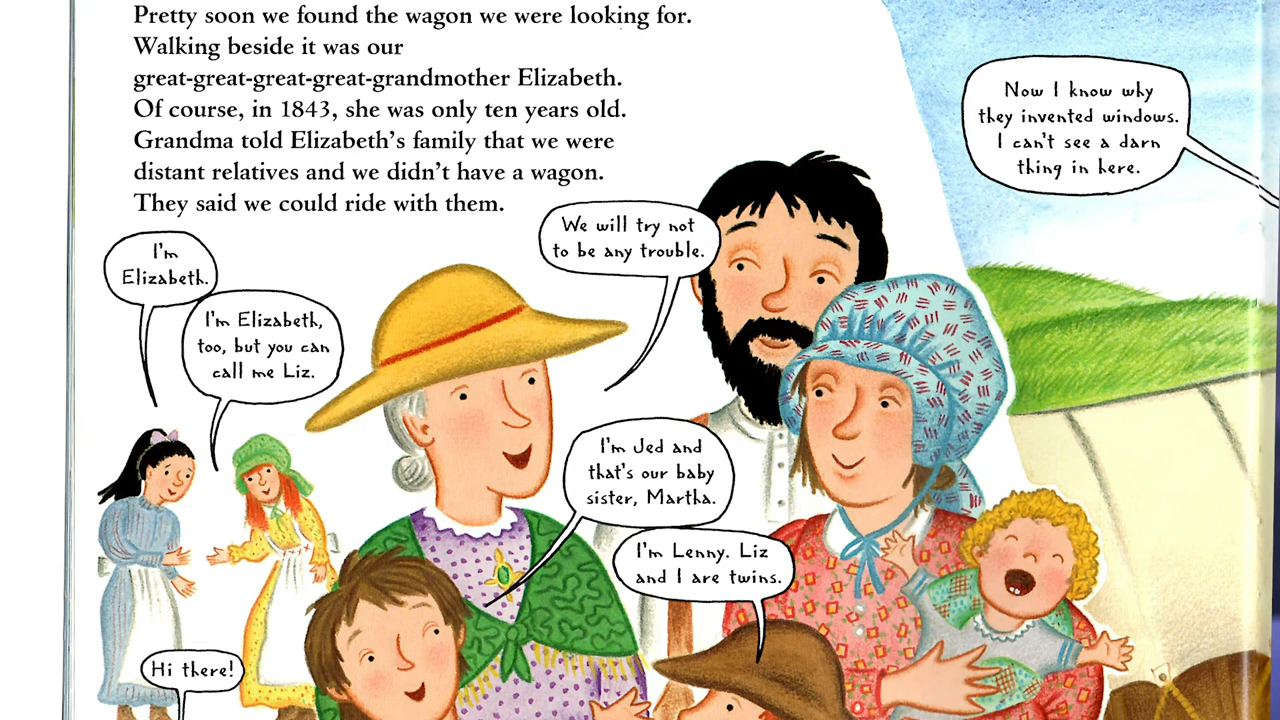 Pretty soon we found the wagon we were looking for.
Walking beside it was our
great-great-great-great-grandmother Elizabeth.
Of course, in 1843, she was only ten years old.
Grandma told Elizabeth's family that we were
distant relatives and we didn't have a wagon.
They said we could ride with them.
Now I know why
they invented windows.
I can't see a darn
thing in here.
We will try not
to be any trouble.
I'm
Elizabeth.
I'm Elizabeth,
too, but you can
call me Liz.
I'm Jed and
that's our baby
sister, Martha.
I'm Lenny. Liz
and I are twins.
Hi there!